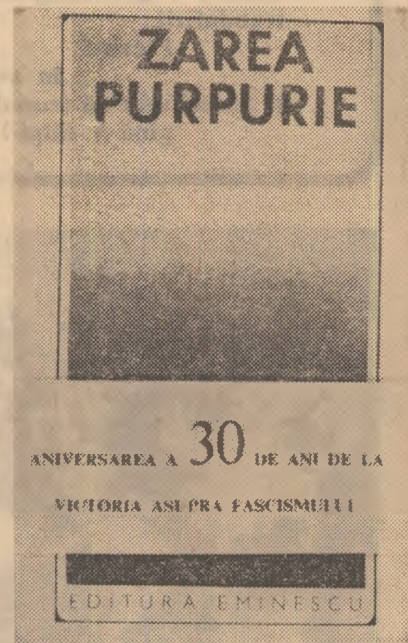 ZAREA
PURPURIE
ANIVERSAREA A 30 DE ANI DE LA
VICTORIA ASUPRA FASCISMULUI
EDITURA EMINESCU